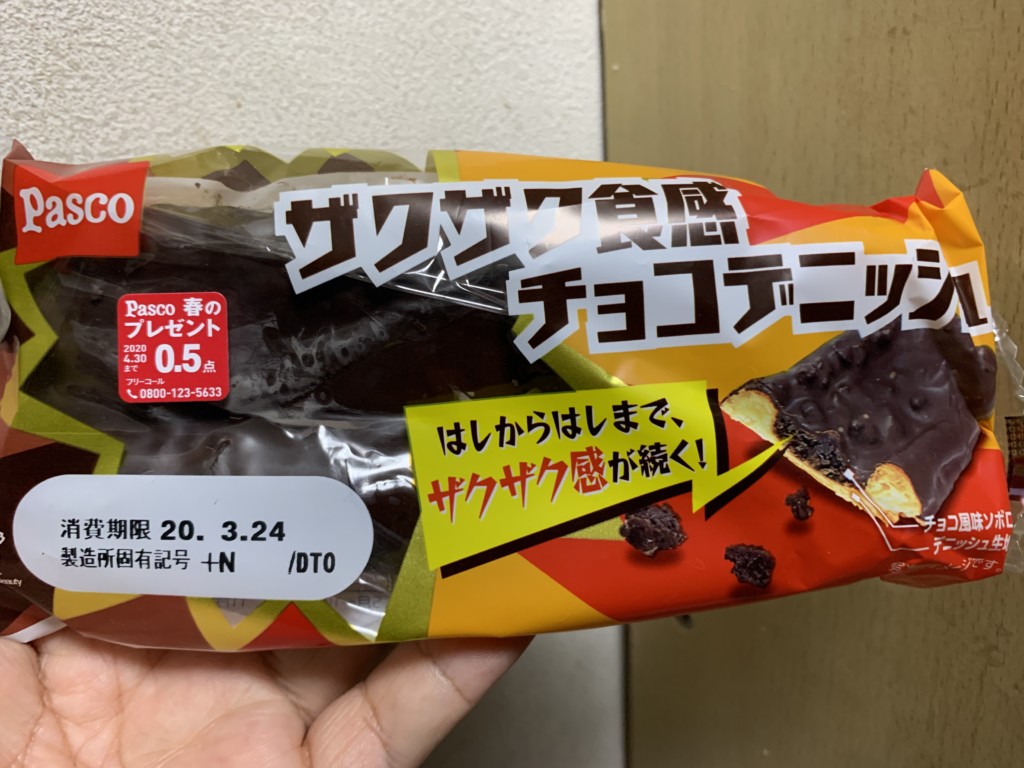 Pasco
ザクザク食感
チョコデニッシュ
Pasco 春の
プレゼント
2020
4.30
まで
0.5点
フリーコール
0800-123-5633
はしからはしまで、
ザクザク感が続く!
消費期限 20. 3.24
製造所固有記号 +N /DTO
チョコ風味ソボロ
デニッシュ生地